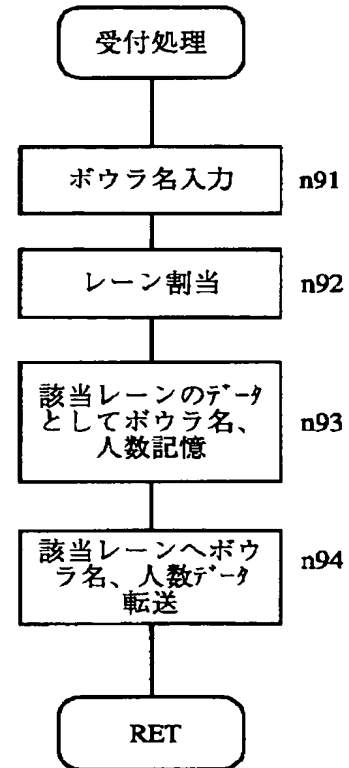 受付処理
ボウラ名入力
n91
レーン割当
n92
該当レーンのﾃﾞｰﾀ
としてボウラ名、
人数記憶
n93
該当レーンへボウ
ラ名、人数ﾃﾞｰﾀ
転送
n94
RET